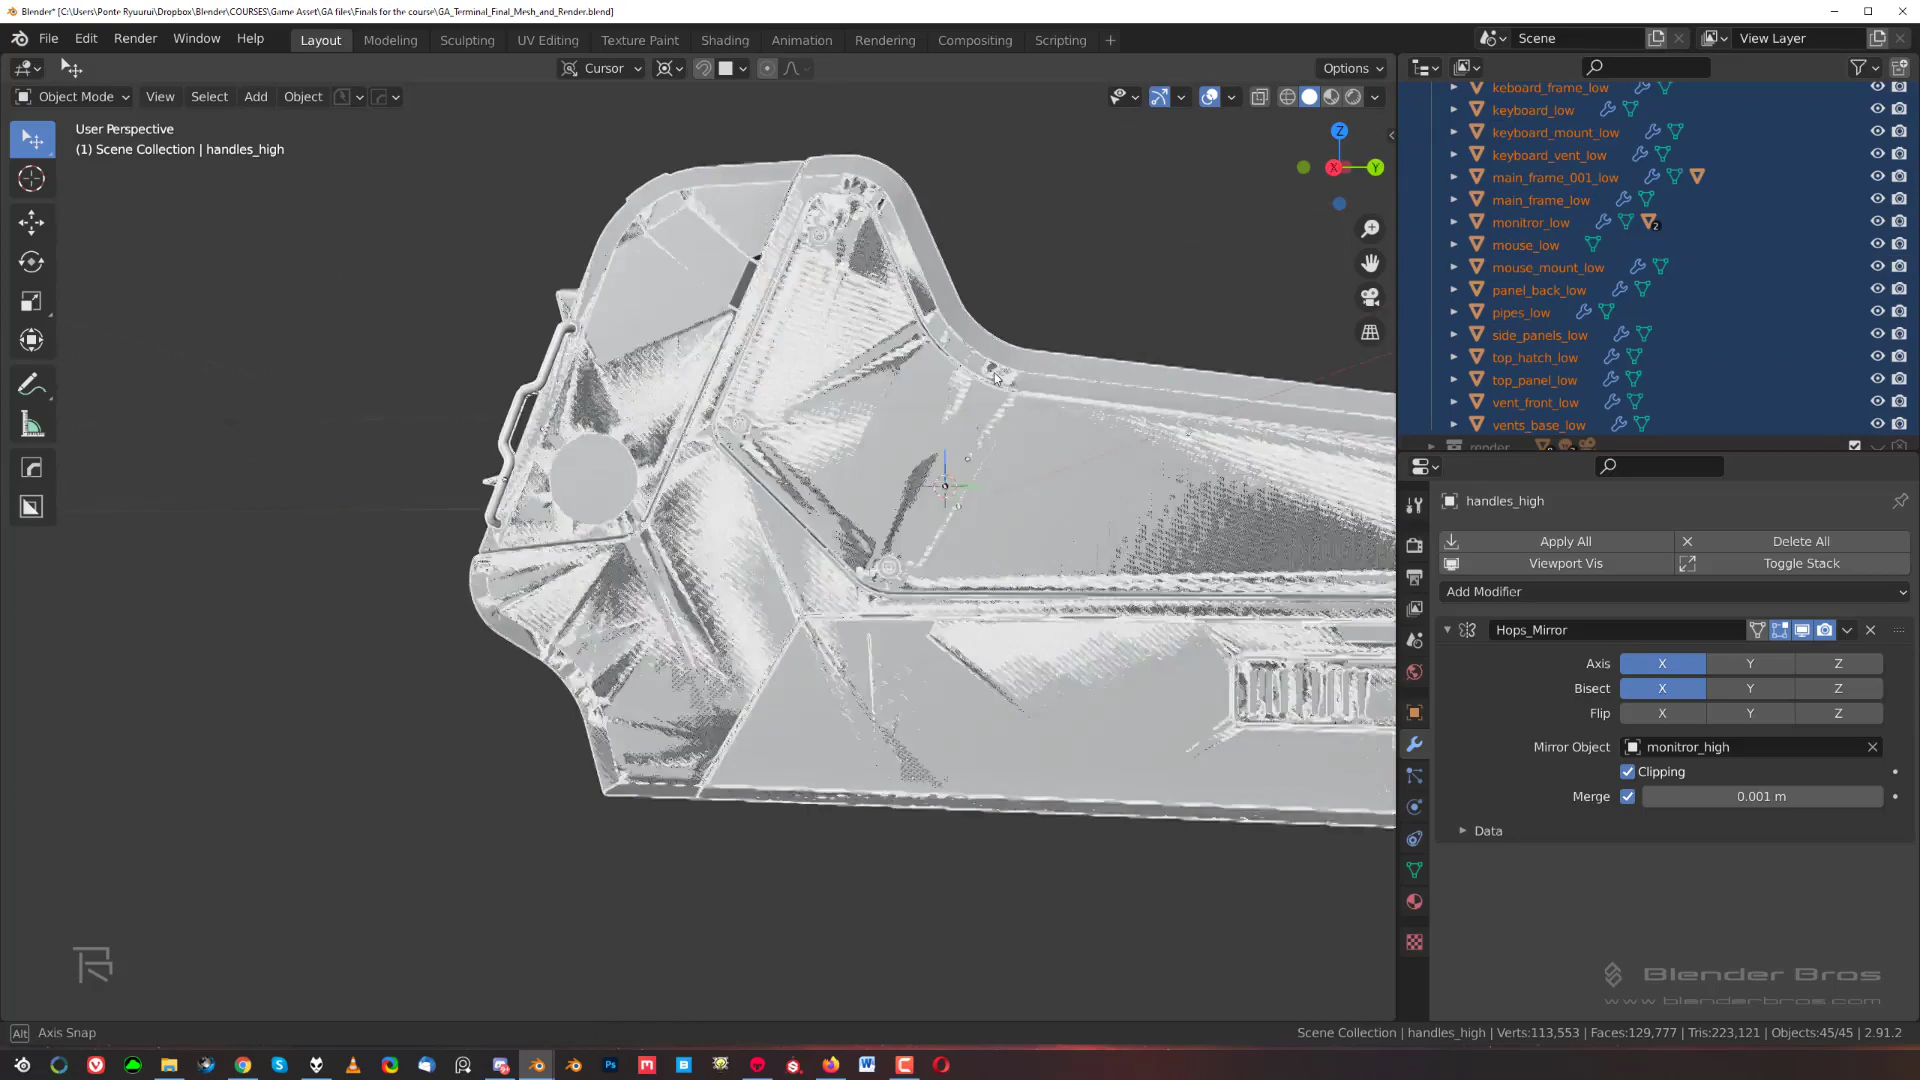 Blender* [C:\Users\Ponte Ryuurui\Dropbox\Blender\COURSES\Game Asset\GA files\Finals for the course\GA_Terminal_Final_Mesh_and_Render.blend]
File Edit Render Window Help
Layout Modeling Sculpting UV Editing Texture Paint Shading Animation Rendering Compositing Scripting +
Scene
View Layer
Cursor
Options
Object Mode View Select Add Object
User Perspective
(1) Scene Collection | handles_high
Z
X
Y
keboard_frame_low
keyboard_low
keyboard_mount_low
keyboard_vent_low
main_frame_001_low
main_frame_low
monitror_low
2
mouse_low
mouse_mount_low
panel_back_low
pipes_low
side_panels_low
top_hatch_low
top_panel_low
vent_front_low
vents_base_low
render
handles_high
Apply All
Delete All
Viewport Vis
Toggle Stack
Add Modifier
Hops_Mirror
Axis X Y Z
Bisect X Y Z
Flip X Y Z
Mirror Object monitror_high
Clipping
Merge 0.001 m
Data
Blender Bros
www.blenderbros.com
Alt Axis Snap
Scene Collection | handles_high | Verts:113,553 | Faces:129,777 | Tris:223,121 | Objects:45/45 | 2.91.2